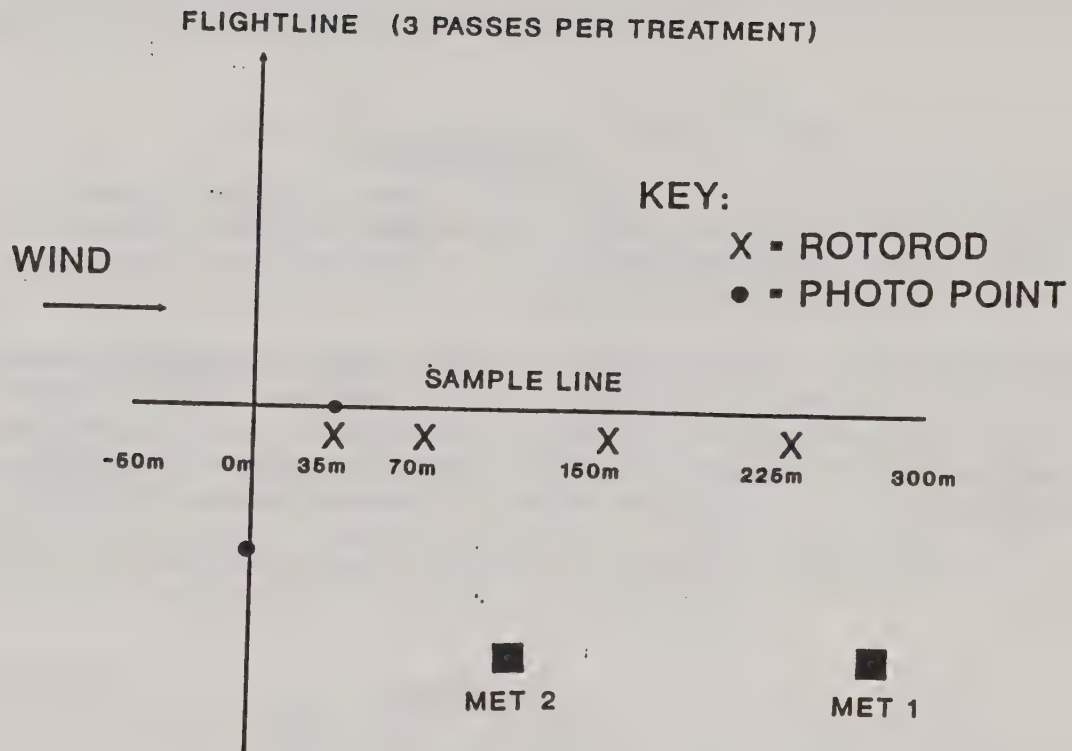 FLIGHTLINE (3 PASSES PER TREATMENT)
KEY:
X = ROTOROD
● = PHOTO POINT
WIND
SAMPLE LINE
X X X X
-50m 0m 35m 70m 150m 225m 300m
MET 2 MET 1